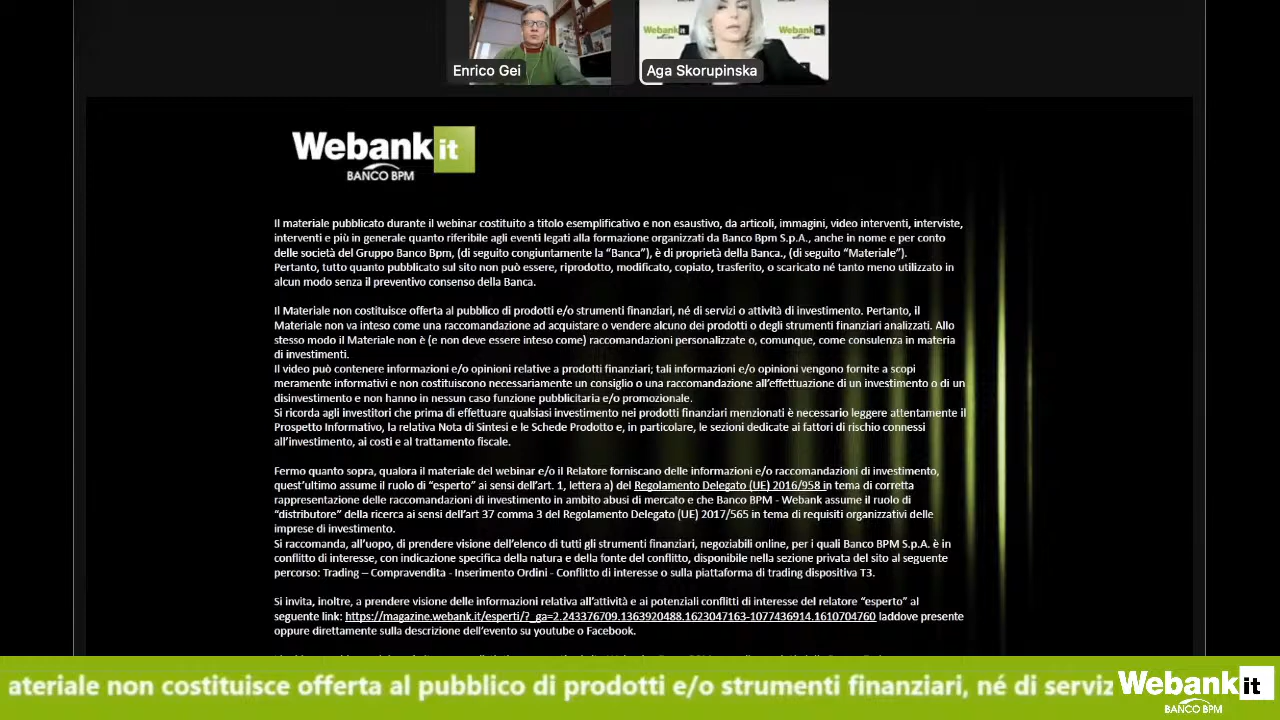 Webank.it
Webank.it
Enrico Gei
Aga Skorupinska
Webank it
BANCO BPM
Il materiale pubblicato durante il webinar costituito a titolo esemplificativo e non esaustivo, da articoli, immagini, video interventi, interviste,
interventi e più in generale quanto riferibile agli eventi legati alla formazione organizzati da Banco Bpm S.p.A., anche in nome e per conto
delle società del Gruppo Banco Bpm, (di seguito congiuntamente la “Banca”), è di proprietà della Banca., (di seguito “Materiale”).
Pertanto, tutto quanto pubblicato sul sito non può essere, riprodotto, modificato, copiato, trasferito, o scaricato né tanto meno utilizzato in
alcun modo senza il preventivo consenso della Banca.
Il Materiale non costituisce offerta al pubblico di prodotti e/o strumenti finanziari, né di servizi o attività di investimento. Pertanto, il
Materiale non va inteso come una raccomandazione ad acquistare o vendere alcuno dei prodotti o degli strumenti finanziari analizzati. Allo
stesso modo il Materiale non è (e non deve essere inteso come) raccomandazioni personalizzate o, comunque, come consulenza in materia
di investimenti.
Il video può contenere informazioni e/o opinioni relative a prodotti finanziari; tali informazioni e/o opinioni vengono fornite a scopi
meramente informativi e non costituiscono necessariamente un consiglio o una raccomandazione all’effettuazione di un investimento o di un
disinvestimento e non hanno in nessun caso funzione pubblicitaria e/o promozionale.
Si ricorda agli investitori che prima di effettuare qualsiasi investimento nei prodotti finanziari menzionati è necessario leggere attentamente il
Prospetto Informativo, la relativa Nota di Sintesi e le Schede Prodotto e, in particolare, le sezioni dedicate ai fattori di rischio connessi
all’investimento, ai costi e al trattamento fiscale.
Fermo quanto sopra, qualora il materiale del webinar e/o il Relatore forniscano delle informazioni e/o raccomandazioni di investimento,
quest’ultimo assume il ruolo di “esperto” ai sensi dell’art. 1, lettera a) del Regolamento Delegato (UE) 2016/958 in tema di corretta
rappresentazione delle raccomandazioni di investimento in ambito abusi di mercato e che Banco BPM - Webank assume il ruolo di
“distributore” della ricerca ai sensi dell’art 37 comma 3 del Regolamento Delegato (UE) 2017/565 in tema di requisiti organizzativi delle
imprese di investimento.
Si raccomanda, all’uopo, di prendere visione dell’elenco di tutti gli strumenti finanziari, negoziabili online, per i quali Banco BPM S.p.A. è in
conflitto di interesse, con indicazione specifica della natura e della fonte del conflitto, disponibile nella sezione privata del sito al seguente
percorso: Trading – Compravendita - Inserimento Ordini - Conflitto di interesse o sulla piattaforma di trading dispositiva T3.
Si invita, inoltre, a prendere visione delle informazioni relativa all’attività e ai potenziali conflitti di interesse del relatore “esperto” al
seguente link: https://magazine.webank.it/esperti/?_ga=2.243376709.1363920488.1623047163-1077436914.1610704760 laddove presente
oppure direttamente sulla descrizione dell’evento su youtube o Facebook.
ateriale non costituisce offerta al pubblico di prodotti e/o strumenti finanziari, né di serviz
Webank it
BANCO BPM